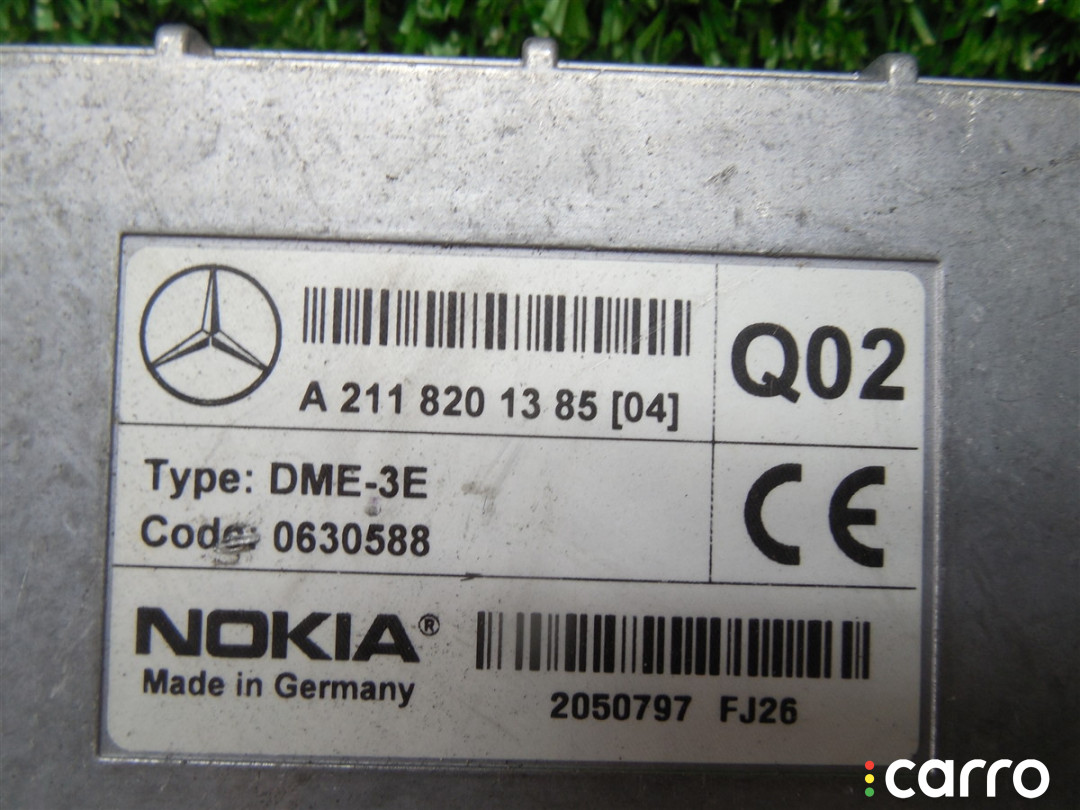 A 211 820 13 85 [04]
Q02
Type: DME-3E
Code: 0630588
CE
NOKIA®
Made in Germany
2050797 FJ26
carro